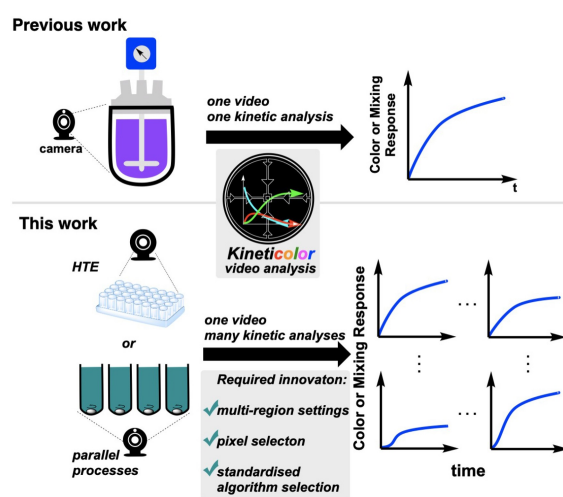 Previous work
camera
one video
one kinetic analysis
Color or Mixing
Response
t
Kineticolor
video analysis
This work
HTE
or
parallel
processes
one video
many kinetic analyses
Required innovaton:
multi-region settings
pixel selecton
standardised
algorithm selection
Color or Mixing Response
time